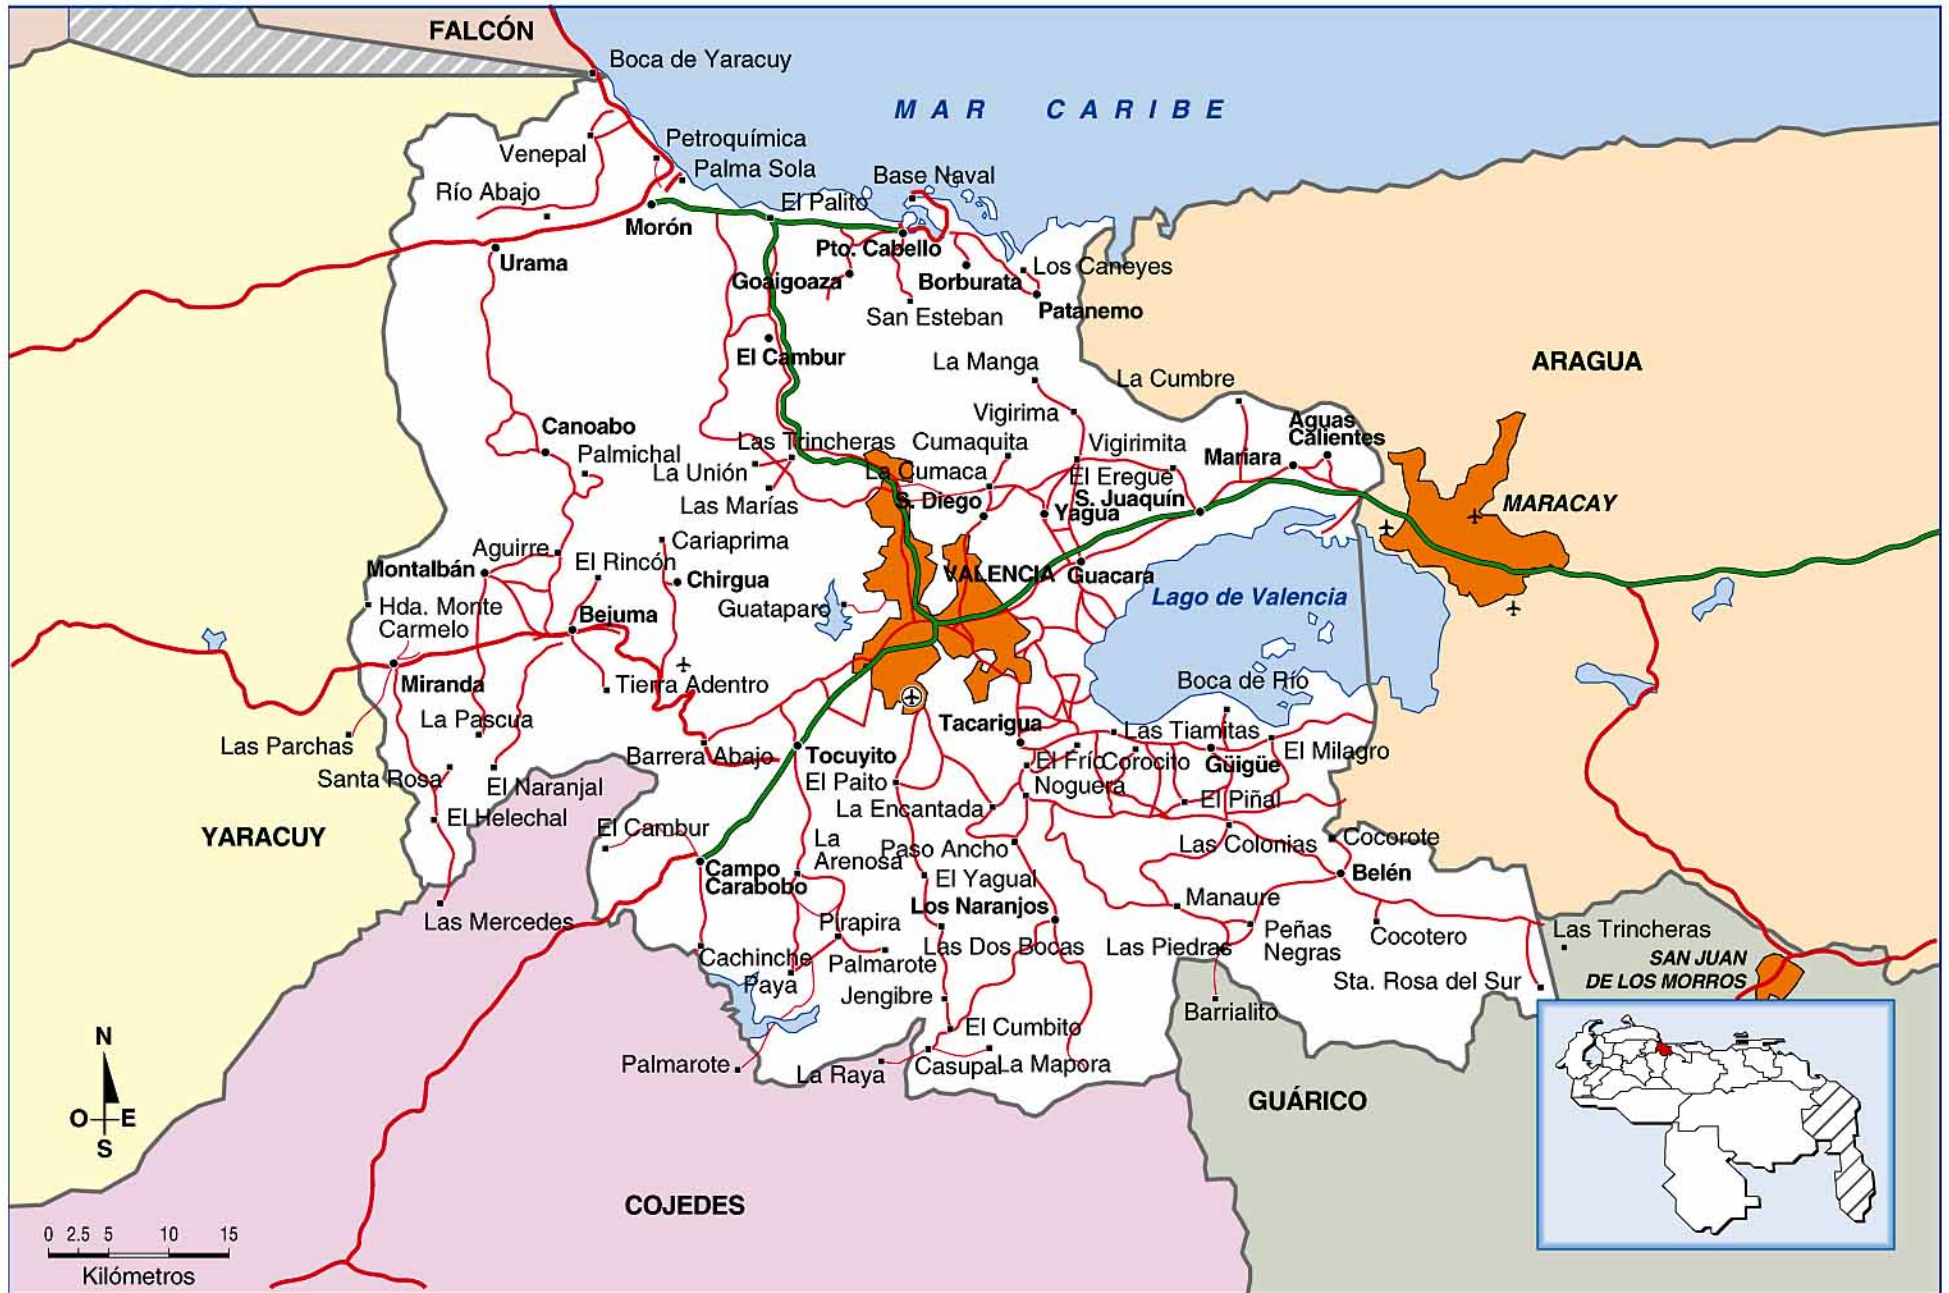 FALCÓN
Boca de Yaracuy
MAR CARIBE
Venepal
Petroquímica
Palma Sola
Río Abajo
Base Naval
El Palito
Morón
Pto. Cabello
Urama
Goaigoaza
Borburata
Los Caneyes
San Esteban
Patanemo
El Cambur
La Manga
ARAGUA
La Cumbre
Vigirima
Canoabo
Aguas
Calientes
Las Trincheras
Cumaquita
Vigirimita
Palmichal
La Unión
La Cumaca
Mariara
El Eregue
Las Marías
S. Diego
S. Juaquín
Yagua
MARACAY
Cariaprima
Aguirre
El Rincón
Montalbán
Chirgua
VALENCIA
Guacara
Guataparo
Lago de Valencia
Hda. Monte
Carmelo
Bejuma
Miranda
Tierra Adentro
Boca de Río
La Pascua
Tacarigua
Las Tiamitas
Las Parchas
Barrera Abajo
Tocuyito
El Frío
Corocito
Güigüe
El Milagro
Santa Rosa
El Naranjal
El Paito
Noguera
La Encantada
El Piñal
El Helechal
El Cambur
YARACUY
La
Arenosa
Paso Ancho
Las Colonias
Cocorote
Campo
Carabobo
El Yagual
Belén
Las Mercedes
Los Naranjos
Manaure
Pirapira
Peñas
Negras
Cocotero
Las Trincheras
Cachinche
Palmarote
Las Dos Bocas
Las Piedras
SAN JUAN
DE LOS MORROS
Paya
Jengibre
Sta. Rosa del Sur
Barrialito
El Cumbito
Palmarote
La Raya
Casupal
La Mapora
GUÁRICO
N
O E
S
COJEDES
0 2.5 5 10 15
Kilómetros